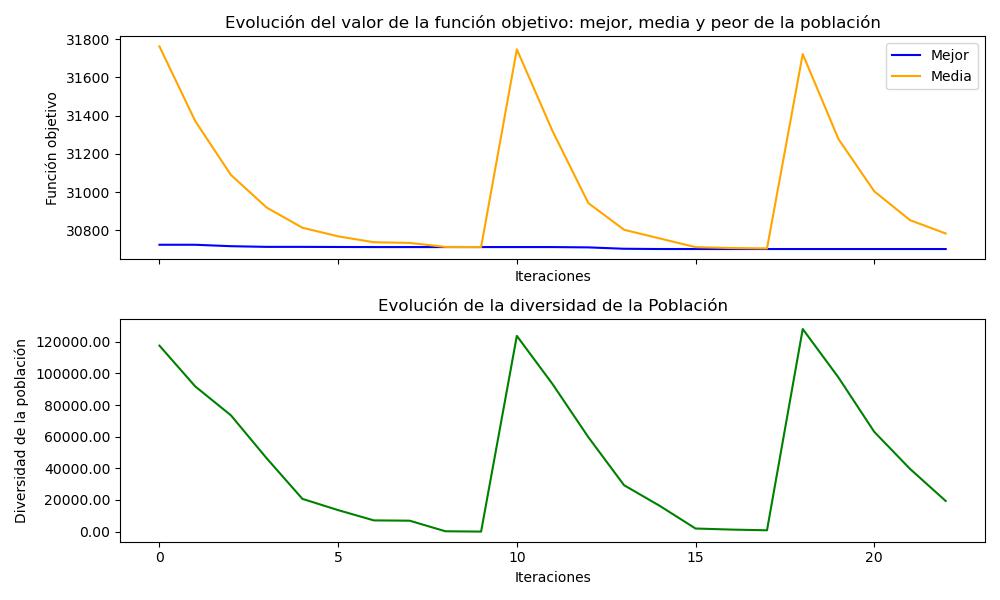 Evolución del valor de la función objetivo: mejor, media y peor de la población
31800
31600
31400
31200
31000
30800
Función objetivo
Mejor
Media
Iteraciones
Evolución de la diversidad de la Población
120000.00
100000.00
80000.00
60000.00
40000.00
20000.00
0.00
Diversidad de la población
0 5 10 15 20
Iteraciones